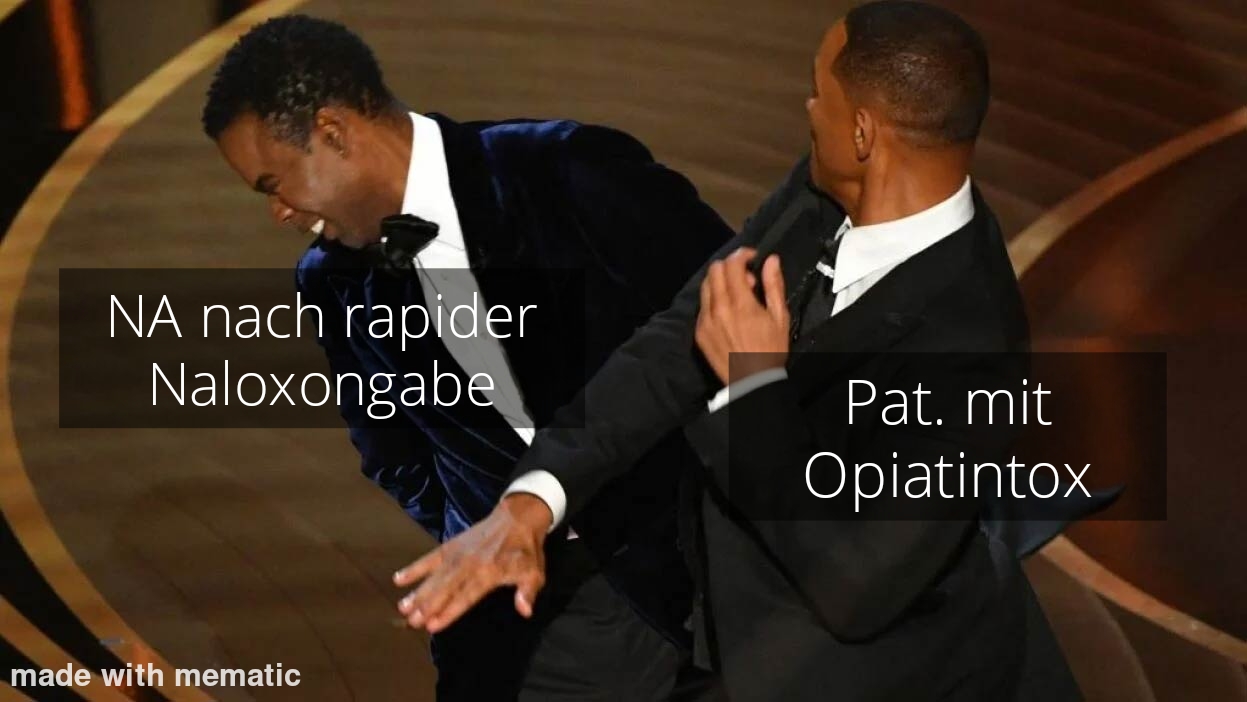 NA nach rapider
Naloxongabe
Pat. mit
Opiatintox
made with mematic